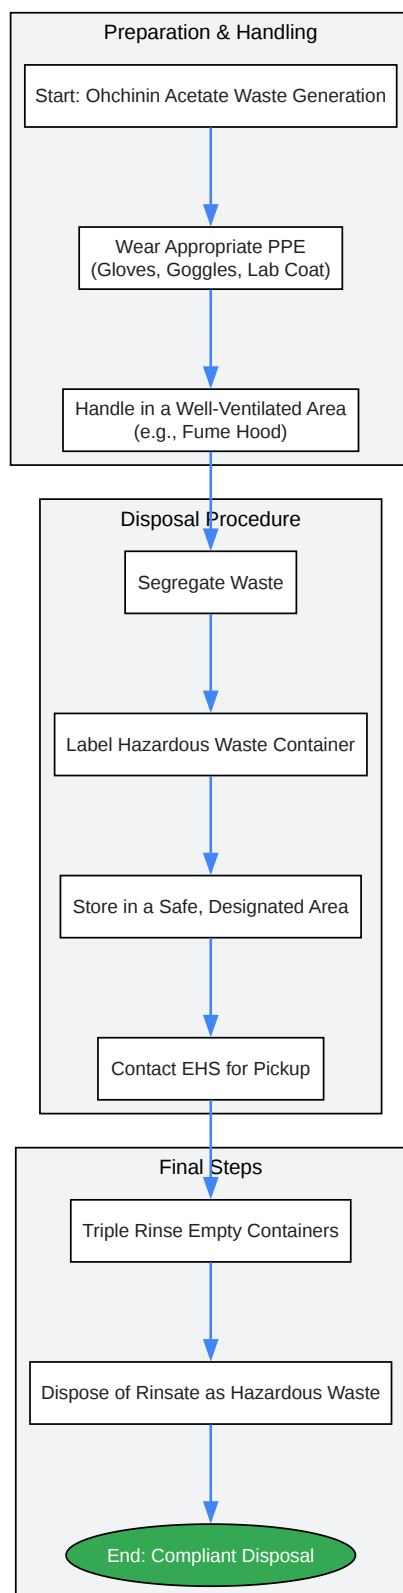 Preparation & Handling
Start: Ohchinin Acetate Waste Generation
Wear Appropriate PPE
(Gloves, Goggles, Lab Coat)
Handle in a Well-Ventilated Area
(e.g., Fume Hood)
Disposal Procedure
Segregate Waste
Label Hazardous Waste Container
Store in a Safe, Designated Area
Contact EHS for Pickup
Final Steps
Triple Rinse Empty Containers
Dispose of Rinsate as Hazardous Waste
End: Compliant Disposal